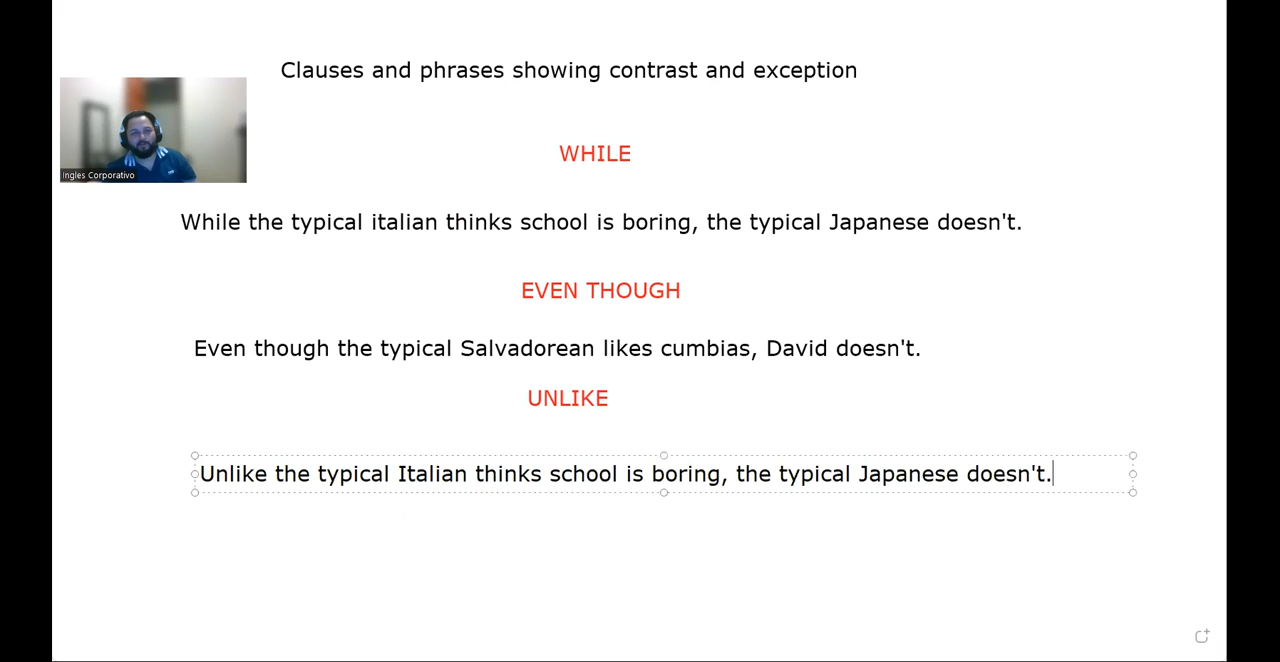 Clauses and phrases showing contrast and exception
Ingles Corporativo
WHILE
While the typical italian thinks school is boring, the typical Japanese doesn't.
EVEN THOUGH
Even though the typical Salvadorean likes cumbias, David doesn't.
UNLIKE
Unlike the typical Italian thinks school is boring, the typical Japanese doesn't.